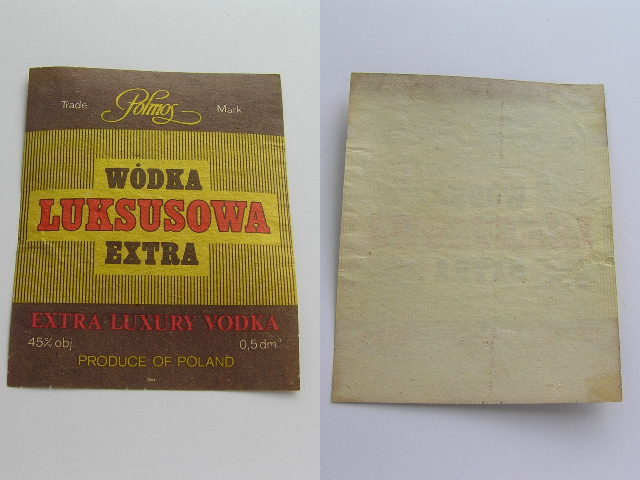 Trade Polmos Mark
WÓDKA
LUKSUSOWA
EXTRA
EXTRA LUXURY VODKA
45% obj. 0,5 dm³
PRODUCE OF POLAND